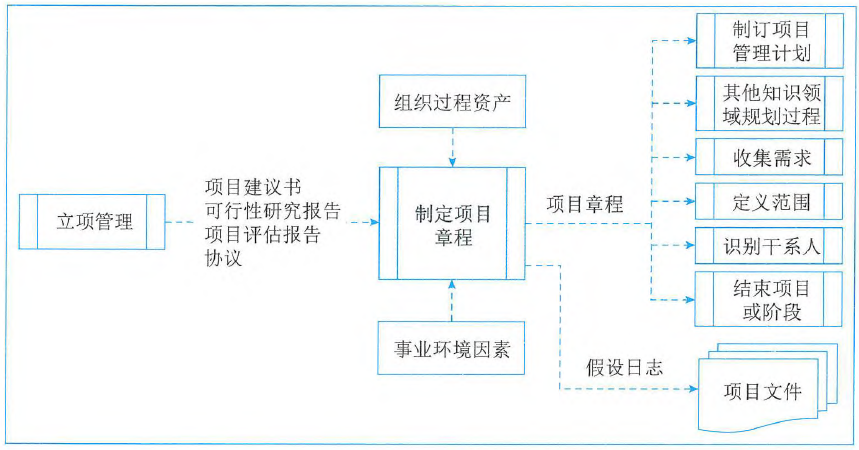 立项管理
项目建议书
可行性研究报告
项目评估报告
协议
组织过程资产
制定项目
章程
事业环境因素
项目章程
假设日志
制订项目
管理计划
其他知识领
域规划过程
收集需求
定义范围
识别干系人
结束项目
或阶段
项目文件